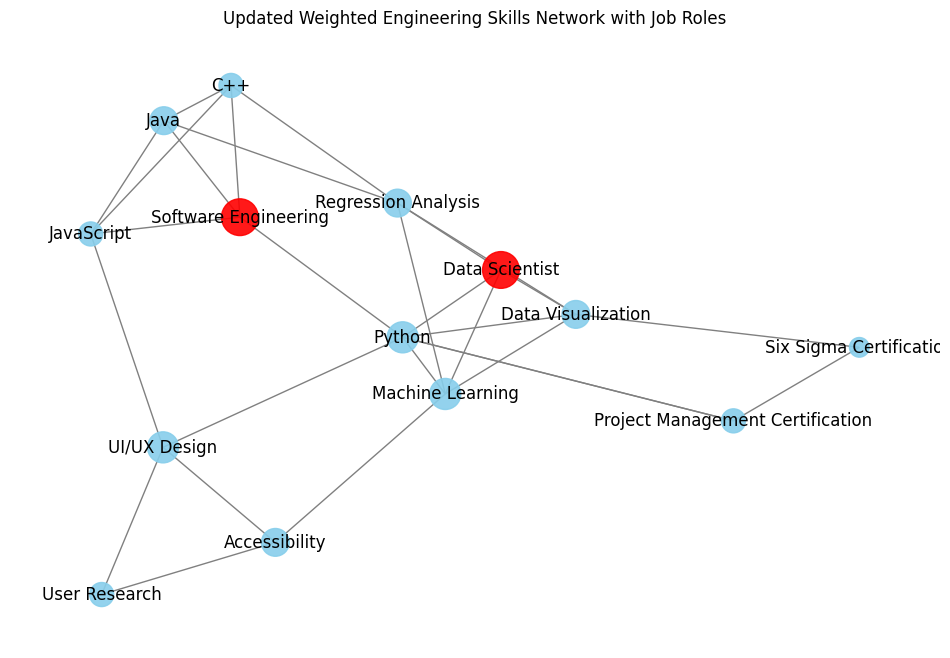 Updated Weighted Engineering Skills Network with Job Roles
C++
Java
Regression Analysis
Software Engineering
JavaScript
Data Scientist
Data Visualization
Python
Six Sigma Certificatio
Machine Learning
Project Management Certification
UI/UX Design
Accessibility
User Research